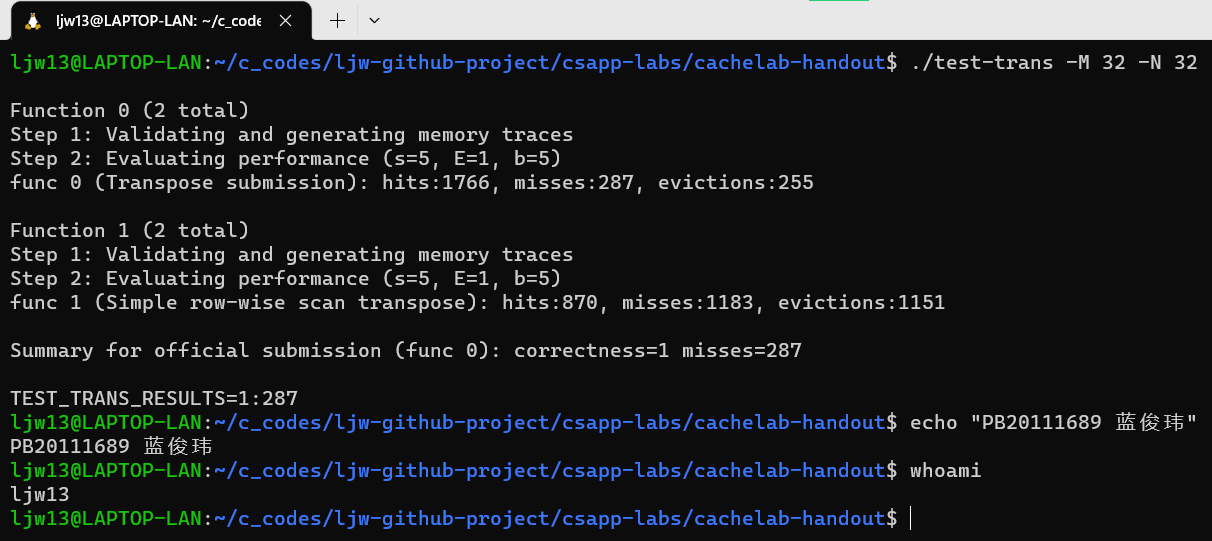 ljw13@LAPTOP-LAN: ~/c_code
ljw13@LAPTOP-LAN:~/c_codes/ljw-github-project/csapp-labs/cachelab-handout$ ./test-trans -M 32 -N 32
Function 0 (2 total)
Step 1: Validating and generating memory traces
Step 2: Evaluating performance (s=5, E=1, b=5)
func 0 (Transpose submission): hits:1766, misses:287, evictions:255
Function 1 (2 total)
Step 1: Validating and generating memory traces
Step 2: Evaluating performance (s=5, E=1, b=5)
func 1 (Simple row-wise scan transpose): hits:870, misses:1183, evictions:1151
Summary for official submission (func 0): correctness=1 misses=287
TEST_TRANS_RESULTS=1:287
ljw13@LAPTOP-LAN:~/c_codes/ljw-github-project/csapp-labs/cachelab-handout$ echo "PB20111689 蓝俊玮"
PB20111689 蓝俊玮
ljw13@LAPTOP-LAN:~/c_codes/ljw-github-project/csapp-labs/cachelab-handout$ whoami
ljw13
ljw13@LAPTOP-LAN:~/c_codes/ljw-github-project/csapp-labs/cachelab-handout$